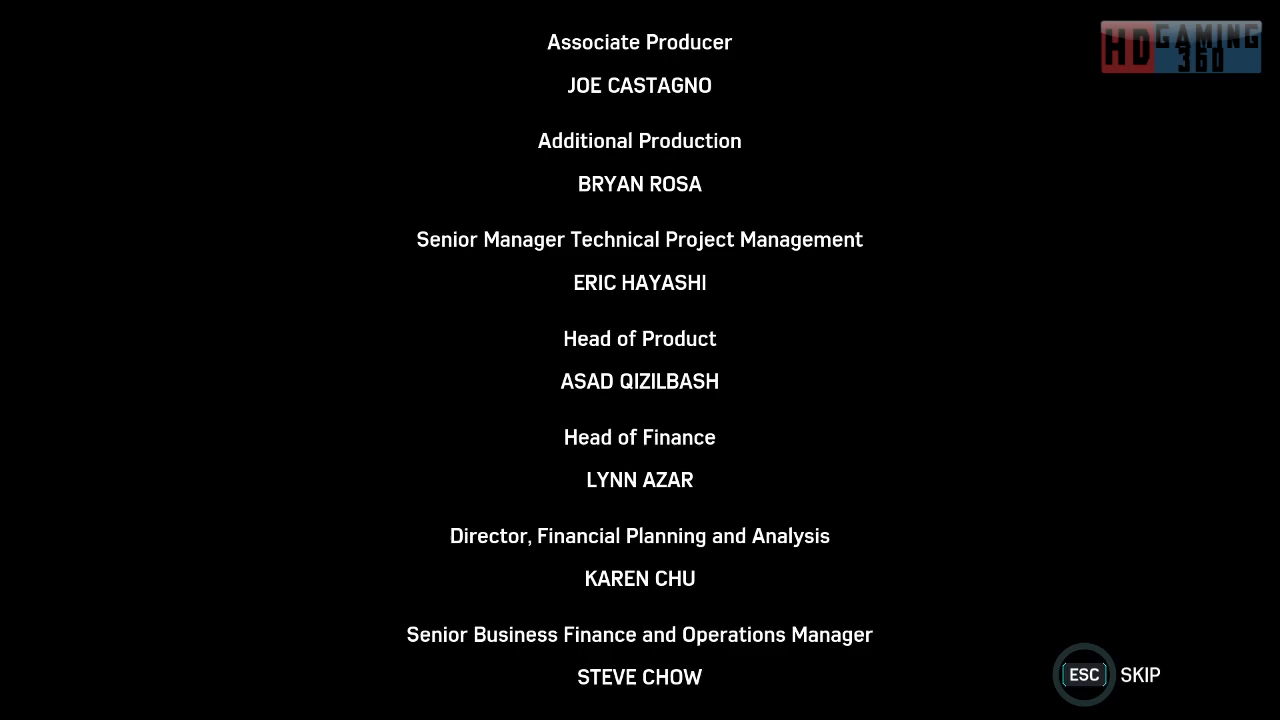 Associate Producer
JOE CASTAGNO
Additional Production
BRYAN ROSA
Senior Manager Technical Project Management
ERIC HAYASHI
Head of Product
ASAD QIZILBASH
Head of Finance
LYNN AZAR
Director, Financial Planning and Analysis
KAREN CHU
Senior Business Finance and Operations Manager
STEVE CHOW
HD GAMING
360
ESC SKIP